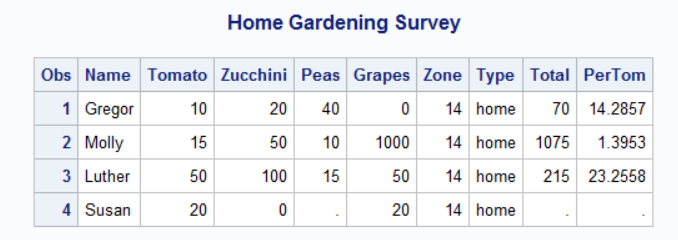 Home Gardening Survey
Obs Name Tomato Zucchini Peas Grapes Zone Type Total PerTom
1 Gregor 10 20 40 0 14 home 70 14.2857
2 Molly 15 50 10 1000 14 home 1075 1.3953
3 Luther 50 100 15 50 14 home 215 23.2558
4 Susan 20 0 . 20 14 home . .